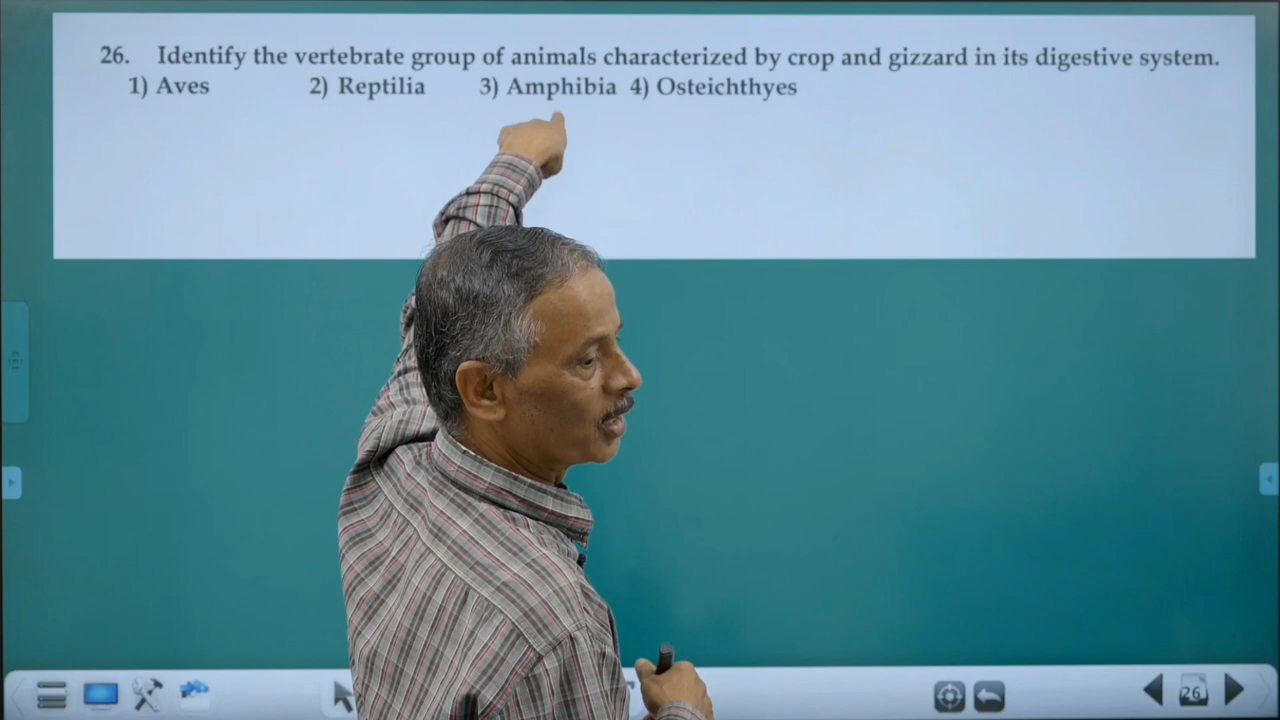 26. Identify the vertebrate group of animals characterized by crop and gizzard in its digestive system.
1) Aves 2) Reptilia 3) Amphibia 4) Osteichthyes
26